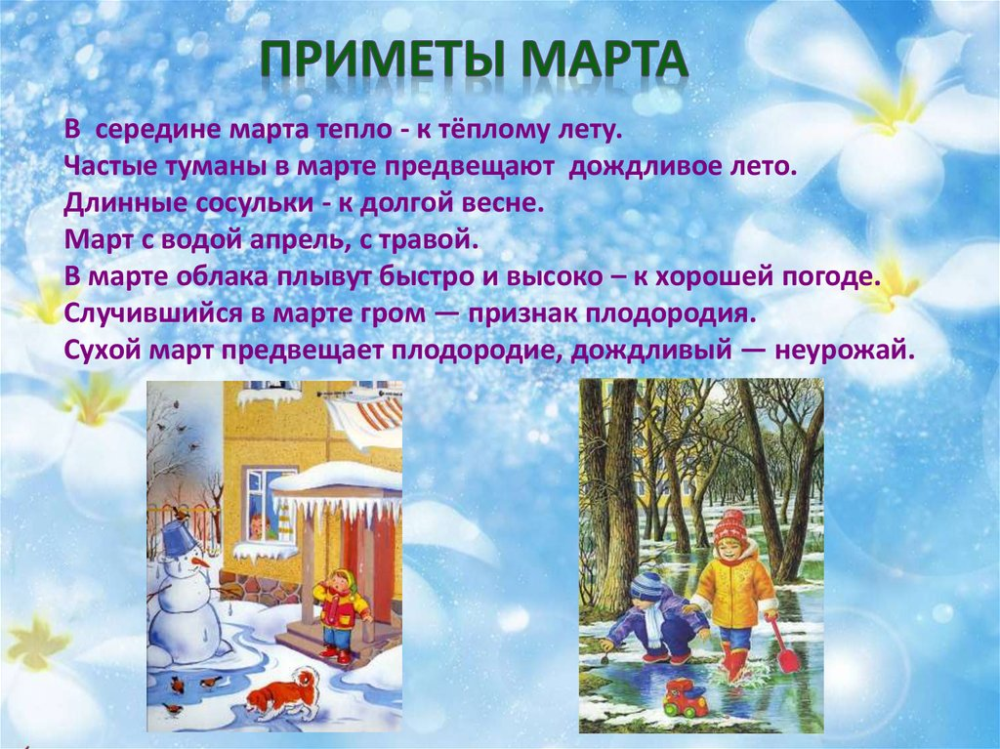 ПРИМЕТЫ МАРТА
В  середине марта тепло - к тёплому лету.
Частые туманы в марте предвещают  дождливое лето.
Длинные сосульки - к долгой весне.
Март с водой апрель, с травой.
В марте облака плывут быстро и высоко – к хорошей погоде.
Случившийся в марте гром — признак плодородия.
Сухой март предвещает плодородие, дождливый — неурожай.